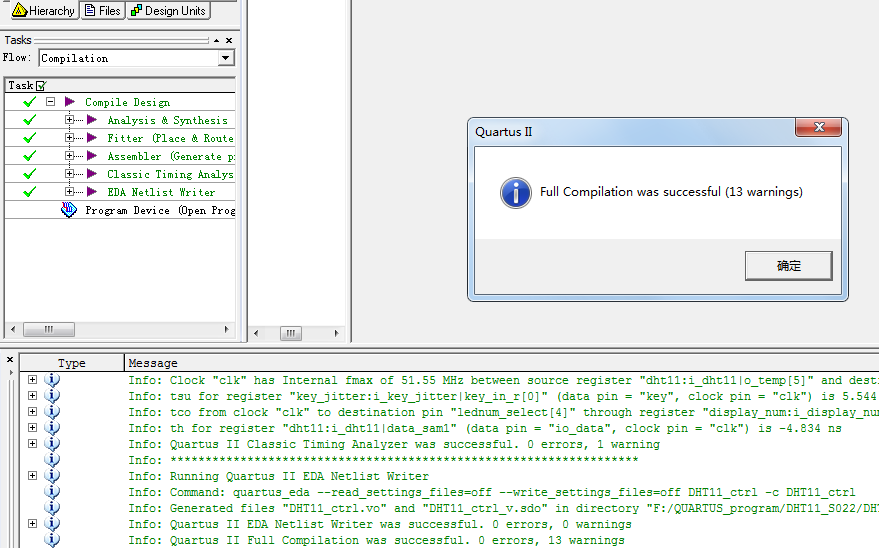 Hierarchy Files Design Units
Tasks
Flow: Compilation
Task
Compile Design
Analysis & Synthesis
Fitter (Place & Route
Assembler (Generate p
Classic Timing Analys
EDA Netlist Writer
Program Device (Open Prog
Quartus II
Full Compilation was successful (13 warnings)
确定
Type Message
Info: Clock "clk" has Internal fmax of 51.55 MHz between source register "dht11:i_dht11|o_temp[5]" and desti
Info: tsu for register "key_jitter:i_key_jitter|key_in_r[0]" (data pin = "key", clock pin = "clk") is 5.544
Info: tco from clock "clk" to destination pin "lednum_select[4]" through register "display_num:i_display_num
Info: th for register "dht11:i_dht11|data_sam1" (data pin = "io_data", clock pin = "clk") is -4.834 ns
Info: Quartus II Classic Timing Analyzer was successful. 0 errors, 1 warning
Info: *****************************************************************
Info: Running Quartus II EDA Netlist Writer
Info: Command: quartus_eda --read_settings_files=off --write_settings_files=off DHT11_ctrl -c DHT11_ctrl
Info: Generated files "DHT11_ctrl.vo" and "DHT11_ctrl_v.sdo" in directory "F:/QUARTUS_program/DHT11_S022/DHT
Info: Quartus II EDA Netlist Writer was successful. 0 errors, 0 warnings
Info: Quartus II Full Compilation was successful. 0 errors, 13 warnings